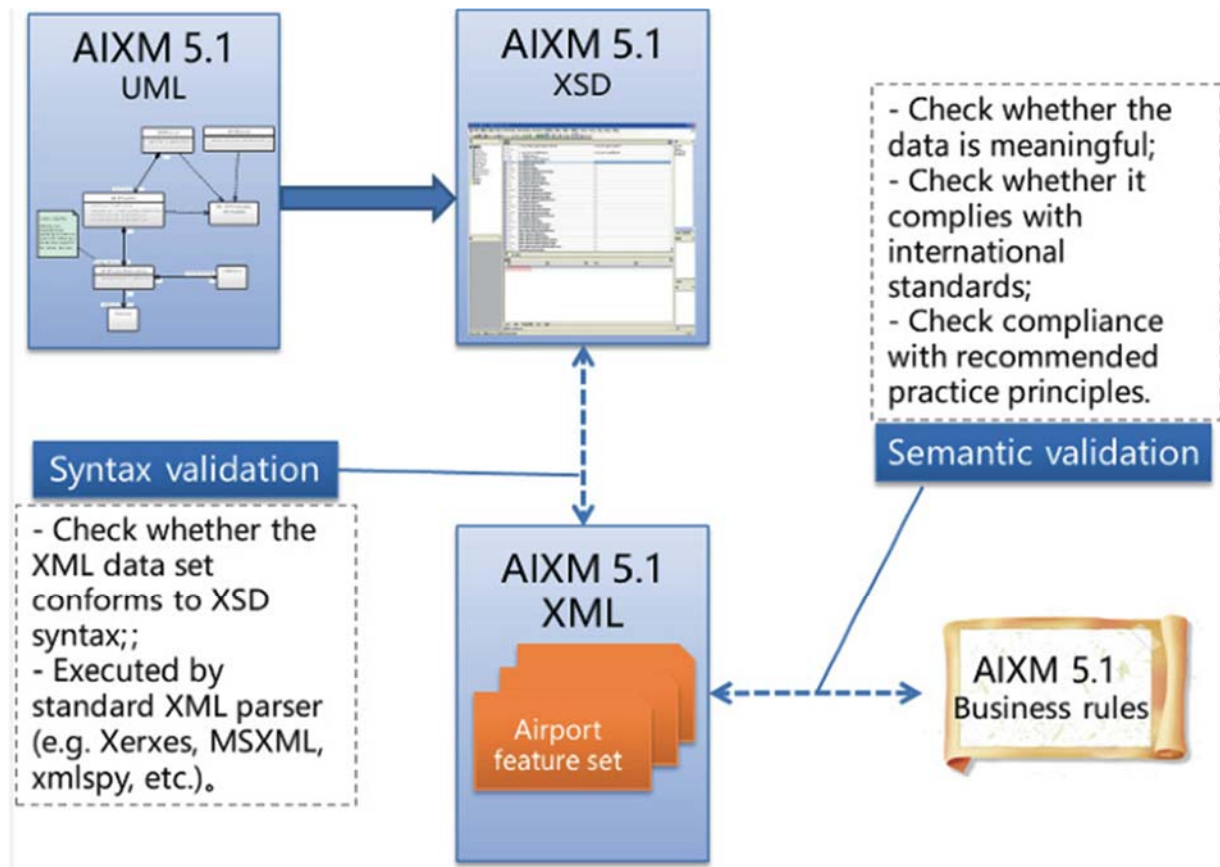 AIXM 5.1
UML
AIXM 5.1
XSD
- Check whether the
data is meaningful;
- Check whether it
complies with
international
standards;
- Check compliance
with recommended
practice principles.
Semantic validation
Syntax validation
- Check whether the
XML data set
conforms to XSD
syntax;;
- Executed by
standard XML parser
(e.g. Xerxes, MSXML,
xmlspy, etc.)。
AIXM 5.1
XML
Airport
feature set
AIXM 5.1
Business rules